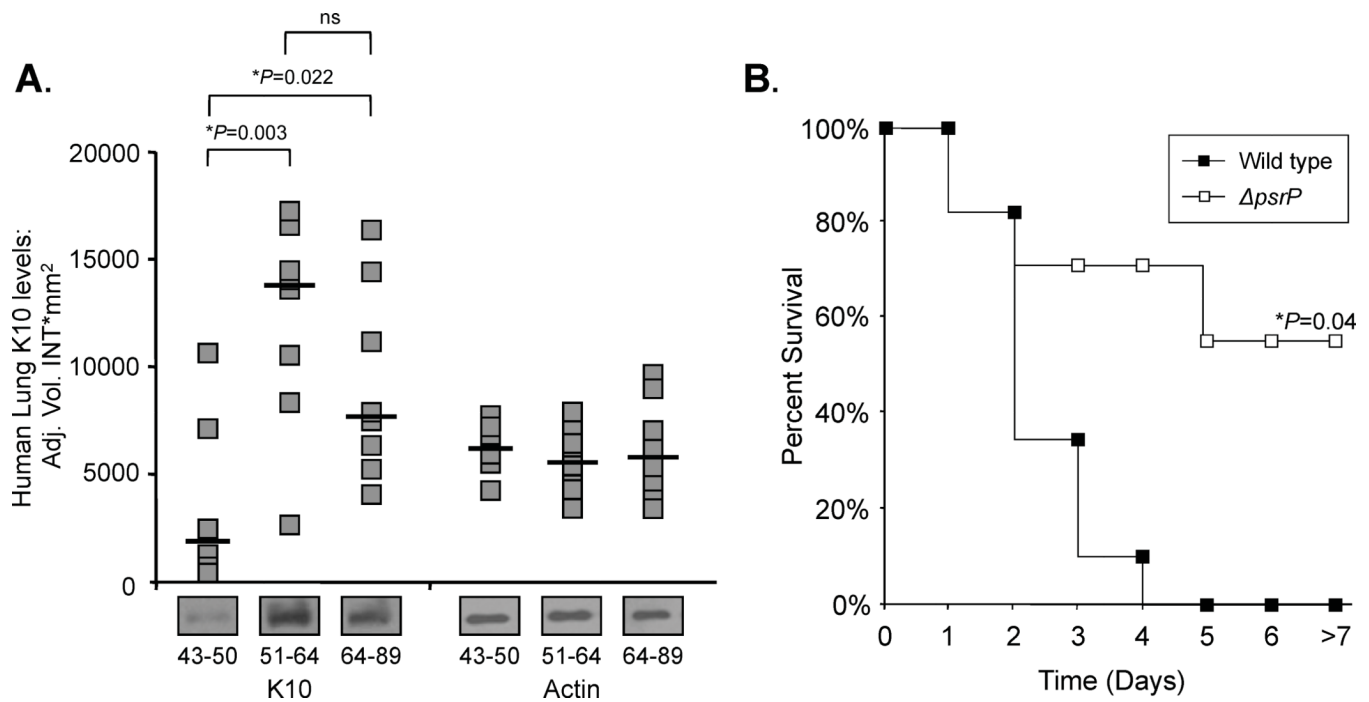 A.
ns
*P=0.022
*P=0.003
Human Lung K10 levels:
Adj. Vol. INT*mm²
20000
15000
10000
5000
0
43-50
51-64
64-89
43-50
51-64
64-89
K10
Actin
B.
Percent Survival
100%
80%
60%
40%
20%
0%
Wild type
ΔpsrP
*P=0.04
0
1
2
3
4
5
6
>7
Time (Days)